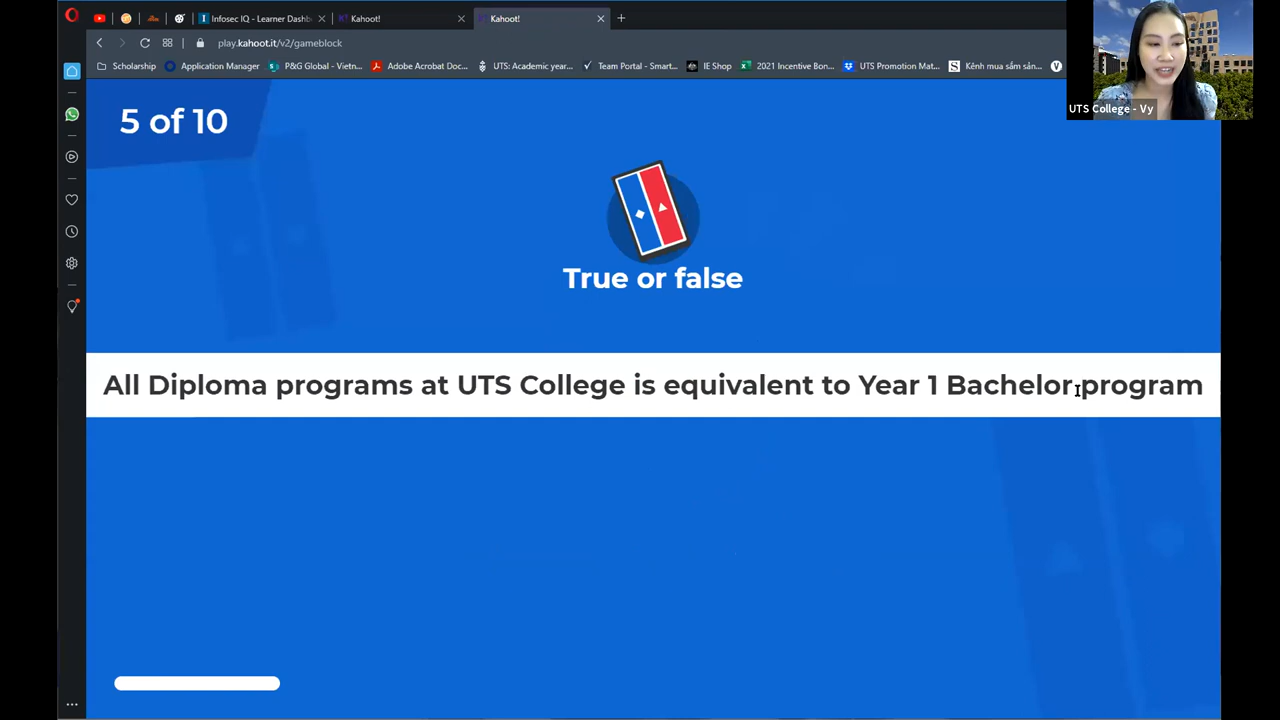 Infosec IQ - Learner Dashb
Kahoot!
Kahoot!
play.kahoot.it/v2/gameblock
Scholarship
Application Manager
P&G Global - Vietn...
Adobe Acrobat Doc...
UTS: Academic year...
Team Portal - Smart...
IE Shop
2021 Incentive Bon...
UTS Promotion Mat...
Kênh mua sắm sản...
UTS College - Vy
5 of 10
True or false
All Diploma programs at UTS College is equivalent to Year 1 Bachelor program